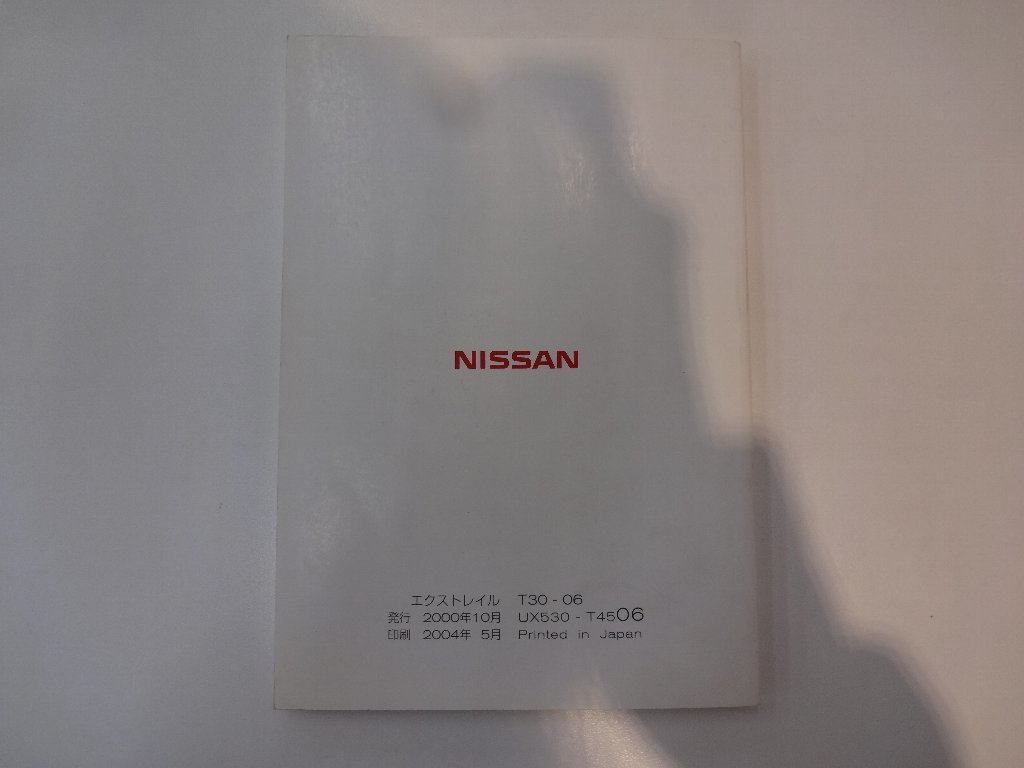 NISSAN
エクストレイル T30 - 06
発行 2000年10月 UX530 - T4506
印刷 2004年 5月 Printed in Japan